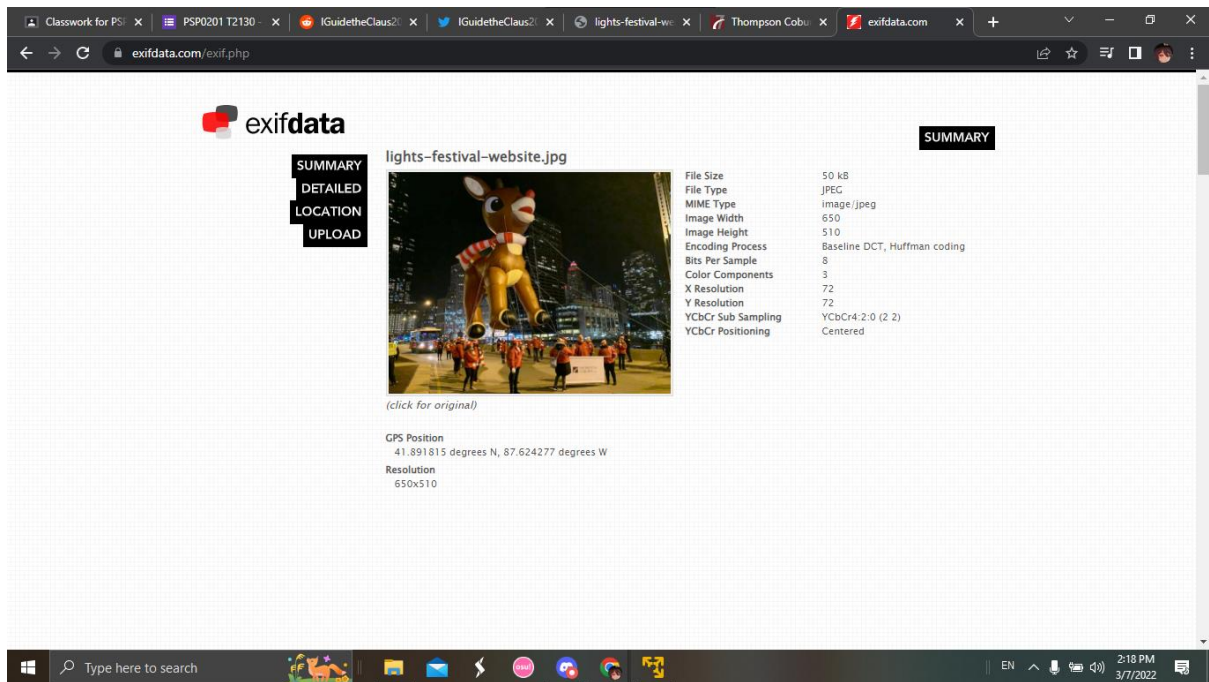 Classwork for PS
PSP0201 T2130 -
IGuidetheClaus2
IGuidetheClaus2
lights-festival-we
Thompson Cobu
exifdata.com
exifdata.com/exif.php
exifdata
SUMMARY
SUMMARY
DETAILED
LOCATION
UPLOAD
lights-festival-website.jpg
File Size 50 kB
File Type JPEG
MIME Type image/jpeg
Image Width 650
Image Height 510
Encoding Process Baseline DCT, Huffman coding
Bits Per Sample 8
Color Components 3
X Resolution 72
Y Resolution 72
YCbCr Sub Sampling YCbCr4:2:0 (2 2)
YCbCr Positioning Centered
(click for original)
GPS Position
41.891815 degrees N, 87.624277 degrees W
Resolution
650x510
Type here to search
osu!
EN
2:18 PM
3/7/2022